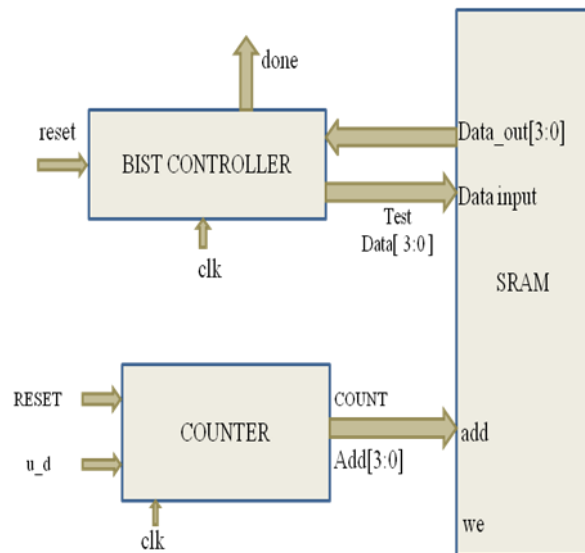 done
reset
BIST CONTROLLER
Data_out[3:0]
Data input
Test
Data[ 3:0]
clk
SRAM
RESET
COUNT
COUNTER
add
u_d
Add[3:0]
we
clk